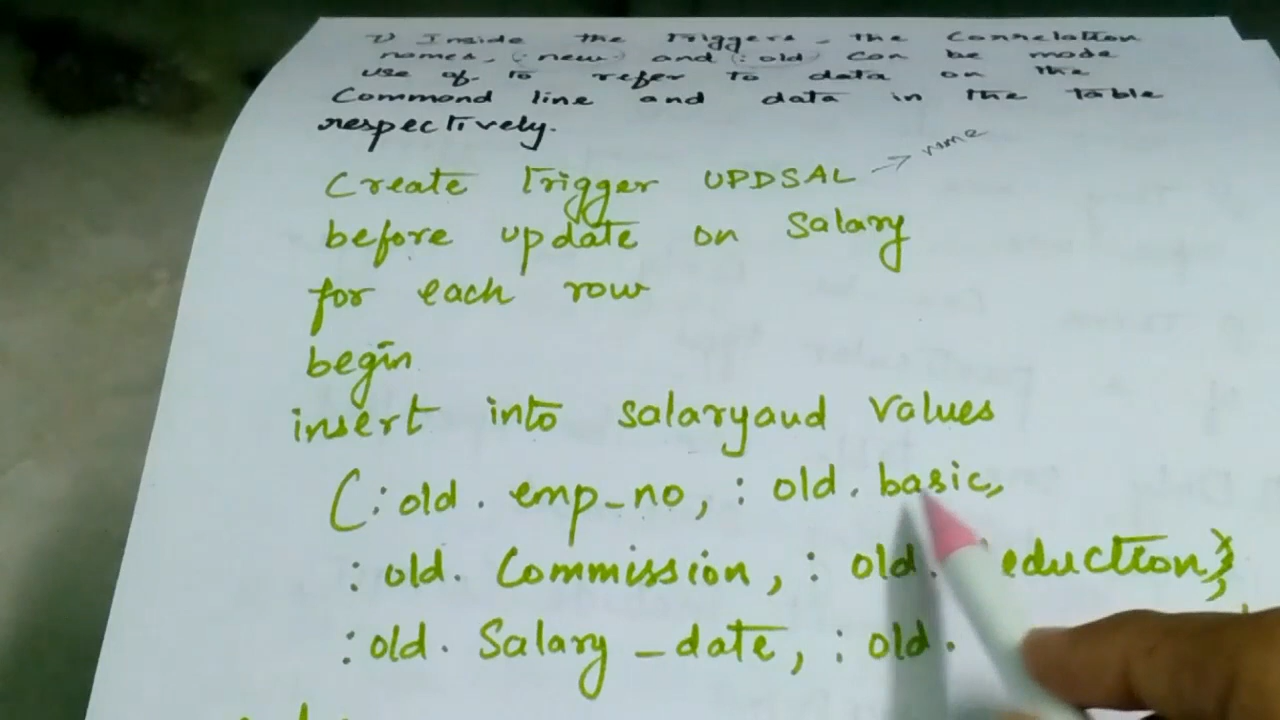 v) Inside the Triggers, the Connelation
names, (:new) and (:old) can be made
use of to refer to data on the
Command line and data in the table
respectively.
Create Trigger UPDSAL → name
before update on salary
for each row
begin
insert into salaryaud values
(:old. emp_no, :old. basic,
:old. Commission, :old. eduction,
:old. Salary_date, :old.